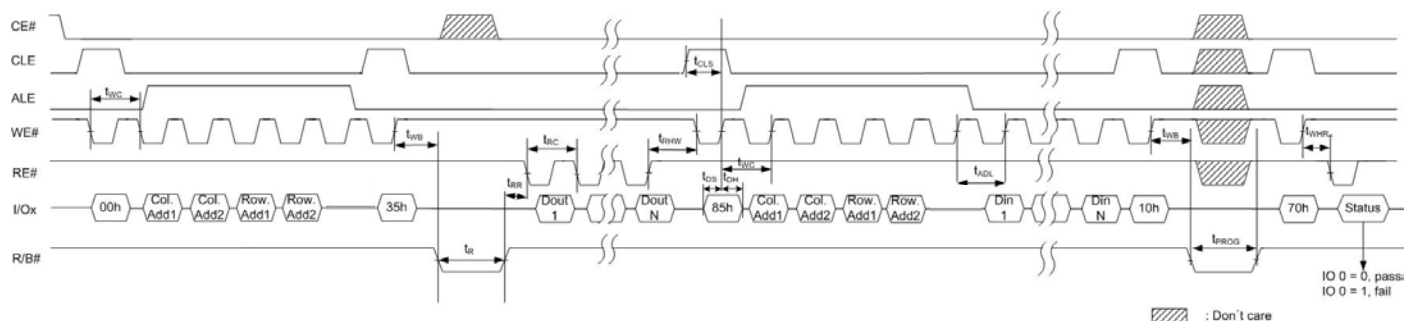 CE#
CLE
tCLS
ALE
tWC
WE#
tWB
tRC
tRHW
tWC
tWB
tWHR
RE#
tRR
tDS
tDH
tADL
I/Ox
00h
Col. Add1
Col. Add2
Row. Add1
Row. Add2
35h
Dout 1
Dout N
85h
Col. Add1
Col. Add2
Row. Add1
Row. Add2
Din 1
Din N
10h
70h
Status
R/B#
tR
tPROG
IO 0 = 0, pass
IO 0 = 1, fail
: Don`t care